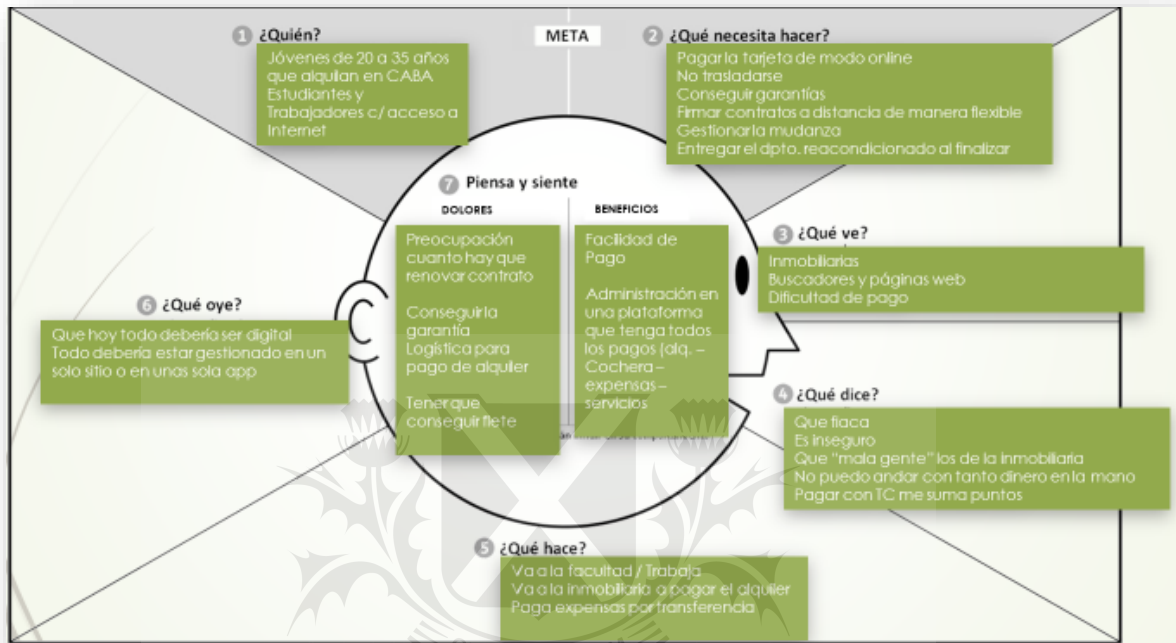 1 ¿Quién?
Jóvenes de 20 a 35 años
que alquilan en CABA
Estudiantes y
Trabajadores c/ acceso a
Internet
META
2 ¿Qué necesita hacer?
Pagar la tarjeta de modo online
No trasladarse
Conseguir garantías
Firmar contratos a distancia de manera flexible
Gestionar la mudanza
Entregar el dpto. reacondicionado al finalizar
7 Piensa y siente
DOLORES
Preocupación
cuanto hay que
renovar contrato
Conseguir la
garantía
Logística para
pago de alquiler
Tener que
conseguir flete
BENEFICIOS
Facilidad de
Pago
Administración en
una plataforma
que tenga todos
los pagos (alq. –
Cochera –
expensas –
servicios
3 ¿Qué ve?
Inmobiliarias
Buscadores y páginas web
Dificultad de pago
4 ¿Qué dice?
Que fiaca
Es inseguro
Que “mala gente” los de la inmobiliaria
No puedo andar con tanto dinero en la mano
Pagar con TC me suma puntos
5 ¿Qué hace?
Va a la facultad / Trabaja
Va a la inmobiliaria a pagar el alquiler
Paga expensas por transferencia
6 ¿Qué oye?
Que hoy todo debería ser digital
Todo debería estar gestionado en un
solo sitio o en unas sola app